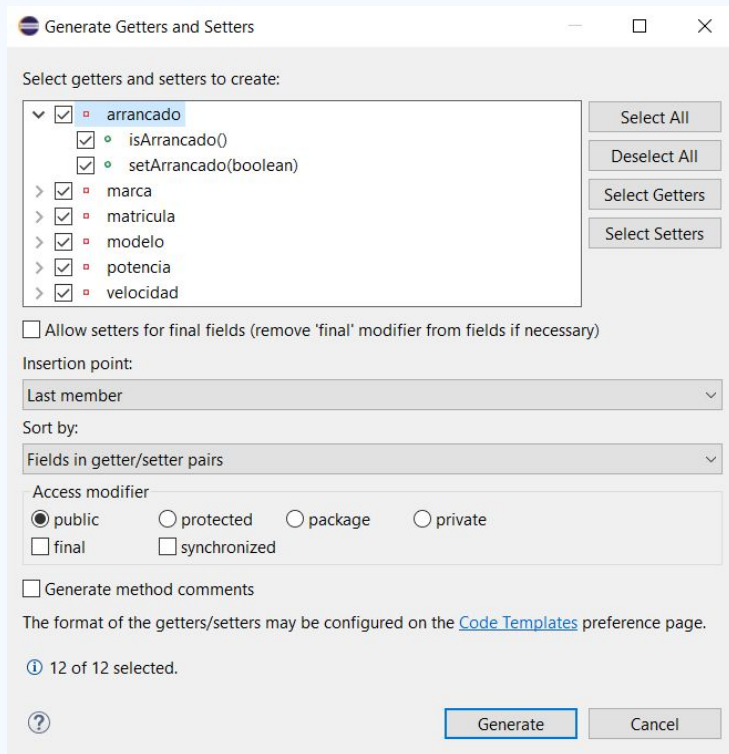 Generate Getters and Setters
Select getters and setters to create:
arrancado
isArrancado()
setArrancado(boolean)
marca
matricula
modelo
potencia
velocidad
Select All
Deselect All
Select Getters
Select Setters
Allow setters for final fields (remove 'final' modifier from fields if necessary)
Insertion point:
Last member
Sort by:
Fields in getter/setter pairs
Access modifier
public protected package private
final synchronized
Generate method comments
The format of the getters/setters may be configured on the Code Templates preference page.
12 of 12 selected.
Generate Cancel